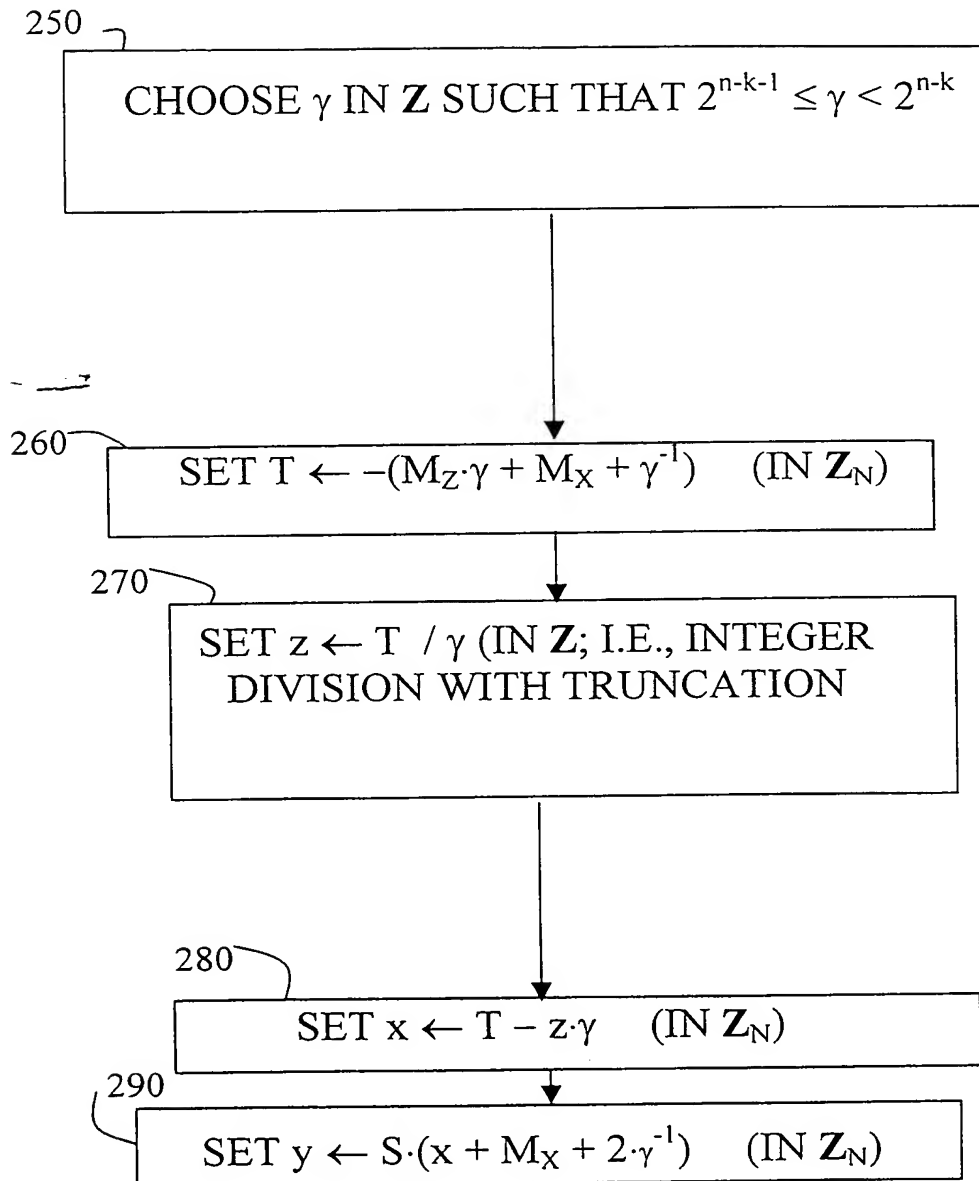 250
CHOOSE γ IN Z SUCH THAT 2^{n-k-1} ≤ γ < 2^{n-k}
260
SET T ← –(M_Z·γ + M_X + γ^{-1}) (IN Z_N)
270
SET z ← T / γ (IN Z; I.E., INTEGER
DIVISION WITH TRUNCATION
280
SET x ← T – z·γ (IN Z_N)
290
SET y ← S·(x + M_X + 2·γ^{-1}) (IN Z_N)